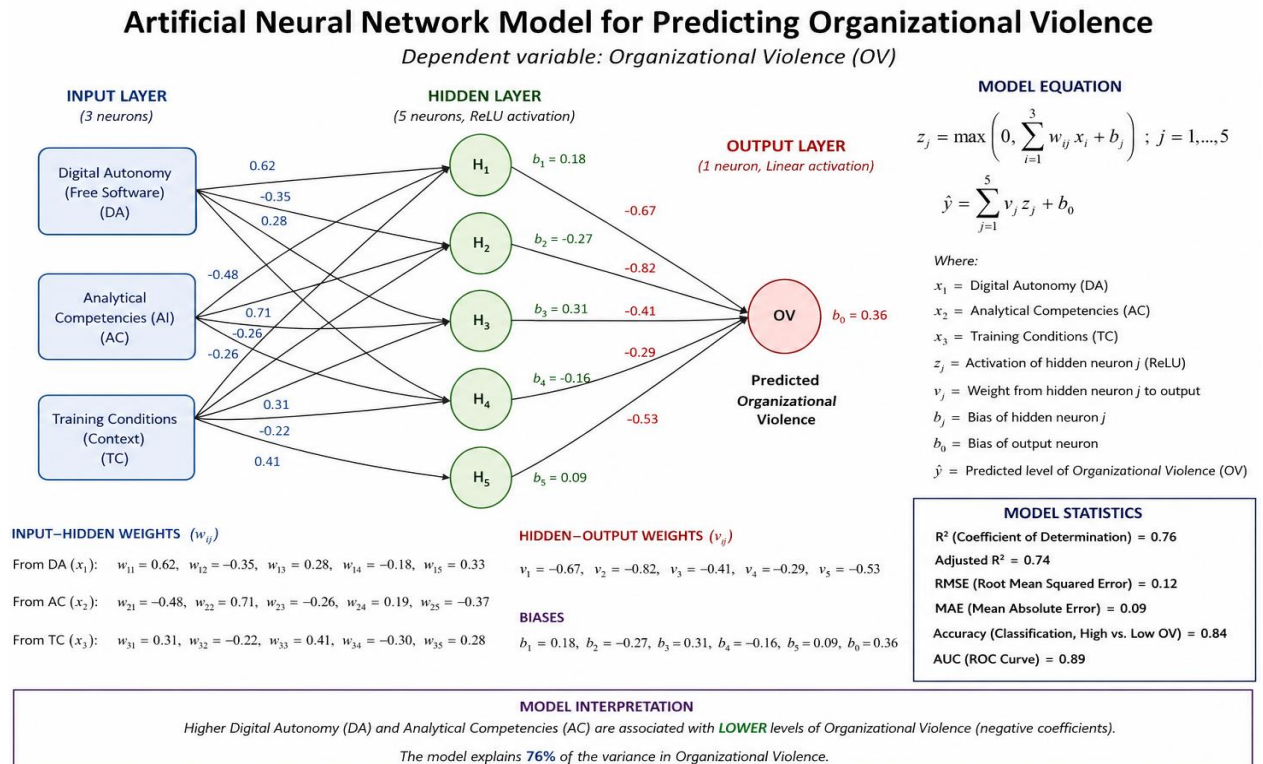 Artificial Neural Network Model for Predicting Organizational Violence
Dependent variable: Organizational Violence (OV)
INPUT LAYER
(3 neurons)
Digital Autonomy
(Free Software)
(DA)
Analytical
Competencies (AI)
(AC)
Training Conditions
(Context)
(TC)
0.62
-0.35
0.28
-0.48
0.71
-0.26
-0.26
0.31
-0.22
0.41
HIDDEN LAYER
(5 neurons, ReLU activation)
H₁
b₁ = 0.18
H₂
b₂ = -0.27
H₃
b₃ = 0.31
H₄
b₄ = -0.16
H₅
b₅ = 0.09
-0.67
-0.82
-0.41
-0.29
-0.53
OUTPUT LAYER
(1 neuron, Linear activation)
OV
b₀ = 0.36
Predicted
Organizational
Violence
MODEL EQUATION
zⱼ = max(0, ∑³ᵢ₌₁ wᵢⱼ xᵢ + bⱼ) ; j = 1,...,5
ŷ = ∑⁵ⱼ₌₁ vⱼ zⱼ + b₀
Where:
x₁ = Digital Autonomy (DA)
x₂ = Analytical Competencies (AC)
x₃ = Training Conditions (TC)
zⱼ = Activation of hidden neuron j (ReLU)
vⱼ = Weight from hidden neuron j to output
bⱼ = Bias of hidden neuron j
b₀ = Bias of output neuron
ŷ = Predicted level of Organizational Violence (OV)
INPUT–HIDDEN WEIGHTS (wᵢⱼ)
From DA (x₁): w₁₁ = 0.62, w₁₂ = −0.35, w₁₃ = 0.28, w₁₄ = −0.18, w₁₅ = 0.33
From AC (x₂): w₂₁ = −0.48, w₂₂ = 0.71, w₂₃ = −0.26, w₂₄ = 0.19, w₂₅ = −0.37
From TC (x₃): w₃₁ = 0.31, w₃₂ = −0.22, w₃₃ = 0.41, w₃₄ = −0.30, w₃₅ = 0.28
HIDDEN–OUTPUT WEIGHTS (vᵢⱼ)
v₁ = −0.67, v₂ = −0.82, v₃ = −0.41, v₄ = −0.29, v₅ = −0.53
BIASES
b₁ = 0.18, b₂ = −0.27, b₃ = 0.31, b₄ = −0.16, b₅ = 0.09, b₀ = 0.36
MODEL STATISTICS
R² (Coefficient of Determination) = 0.76
Adjusted R² = 0.74
RMSE (Root Mean Squared Error) = 0.12
MAE (Mean Absolute Error) = 0.09
Accuracy (Classification, High vs. Low OV) = 0.84
AUC (ROC Curve) = 0.89
MODEL INTERPRETATION
Higher Digital Autonomy (DA) and Analytical Competencies (AC) are associated with LOWER levels of Organizational Violence (negative coefficients).
The model explains 76% of the variance in Organizational Violence.